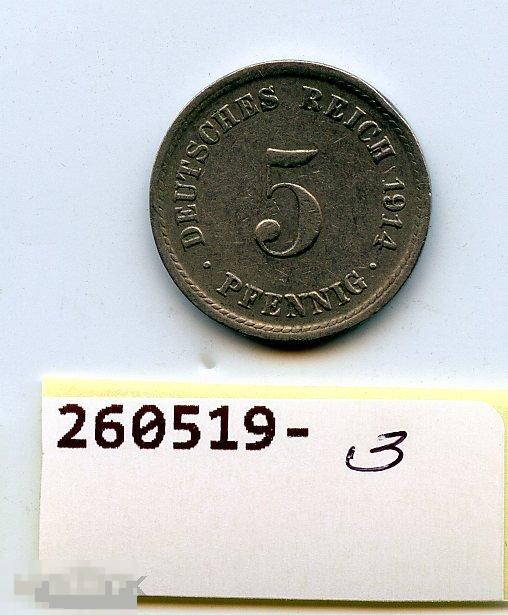 DEUTSCHES REICH 1914
5
· PFENNIG ·
260519- 3